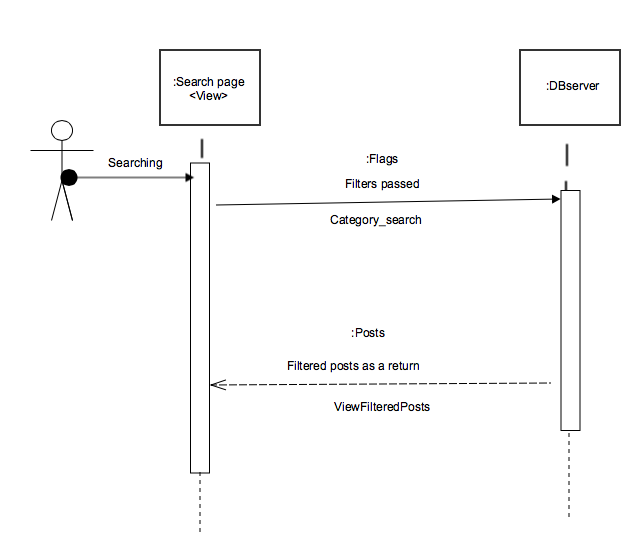 :Search page
<View>
:DBserver
Searching
:Flags
Filters passed
Category_search
:Posts
Filtered posts as a return
ViewFilteredPosts